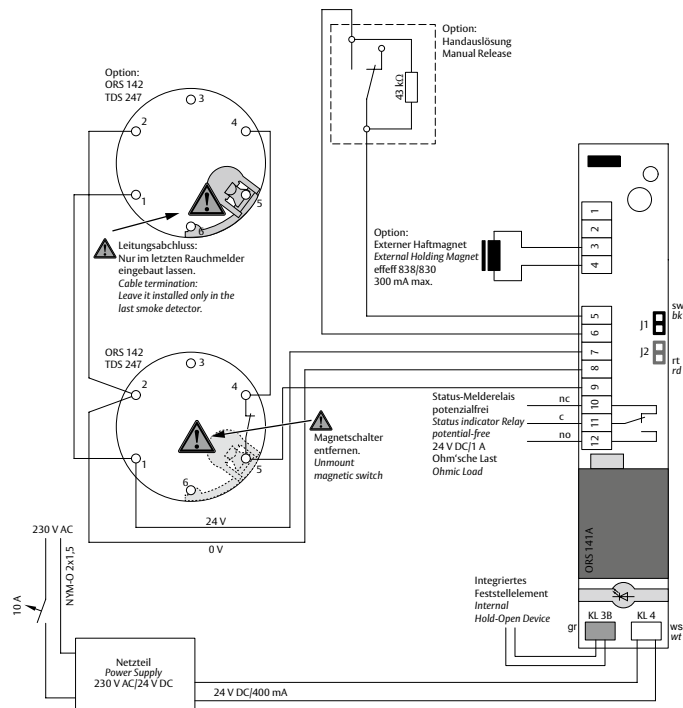 Option:
Handauslösung
Manual Release
43 kΩ
Option:
ORS 142
TDS 247
3
2
4
1
5
6
Leitungsabchluss:
Nur im letzten Rauchmelder
eingebaut lassen.
Cable termination:
Leave it installed only in the
last smoke detector.
Option:
Externer Haftmagnet
External Holding Magnet
effeff 838/830
300 mA max.
1
2
3
4
5
6
7
8
9
10
11
12
J1
sw
bk
J2
rt
rd
ORS 142
TDS 247
3
2
4
1
5
6
Magnetschalter
entfernen.
Unmount
magnetic switch
Status-Melderelais
potenzialfrei
Status indicator Relay
potential-free
24 V DC/1 A
Ohm'sche Last
Ohmic Load
nc
c
no
24 V
0 V
230 V AC
NYM-O 2x1,5
10 A
ORS 141A
Integriertes
Feststellelement
Internal
Hold-Open Device
gr
KL 3B
KL 4
ws
wt
Netzteil
Power Supply
230 V AC/24 V DC
24 V DC/400 mA